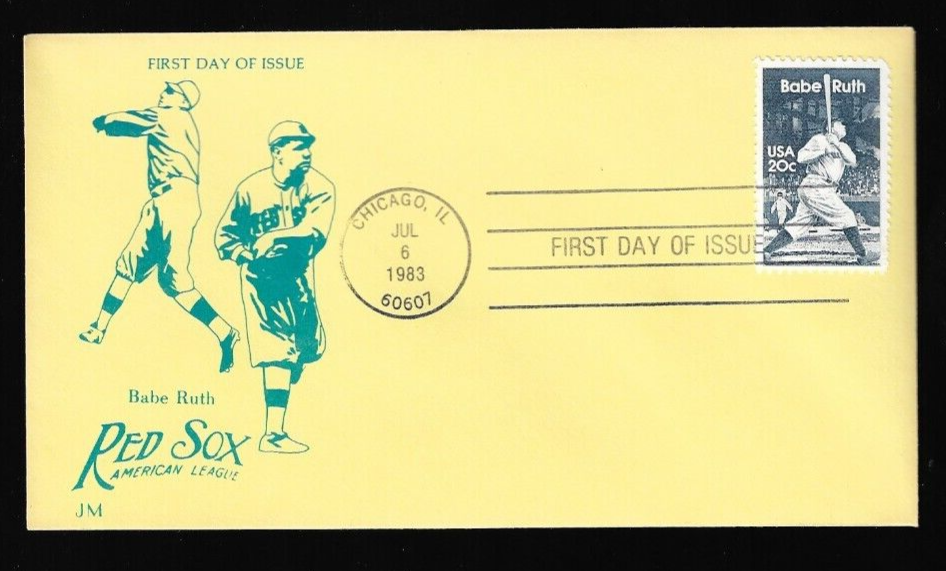 FIRST DAY OF ISSUE
Babe Ruth
USA
20c
CHICAGO, IL
JUL
6
1983
60607
FIRST DAY OF ISSUE
RED S
Babe Ruth
RED SOX
AMERICAN LEAGUE
JM